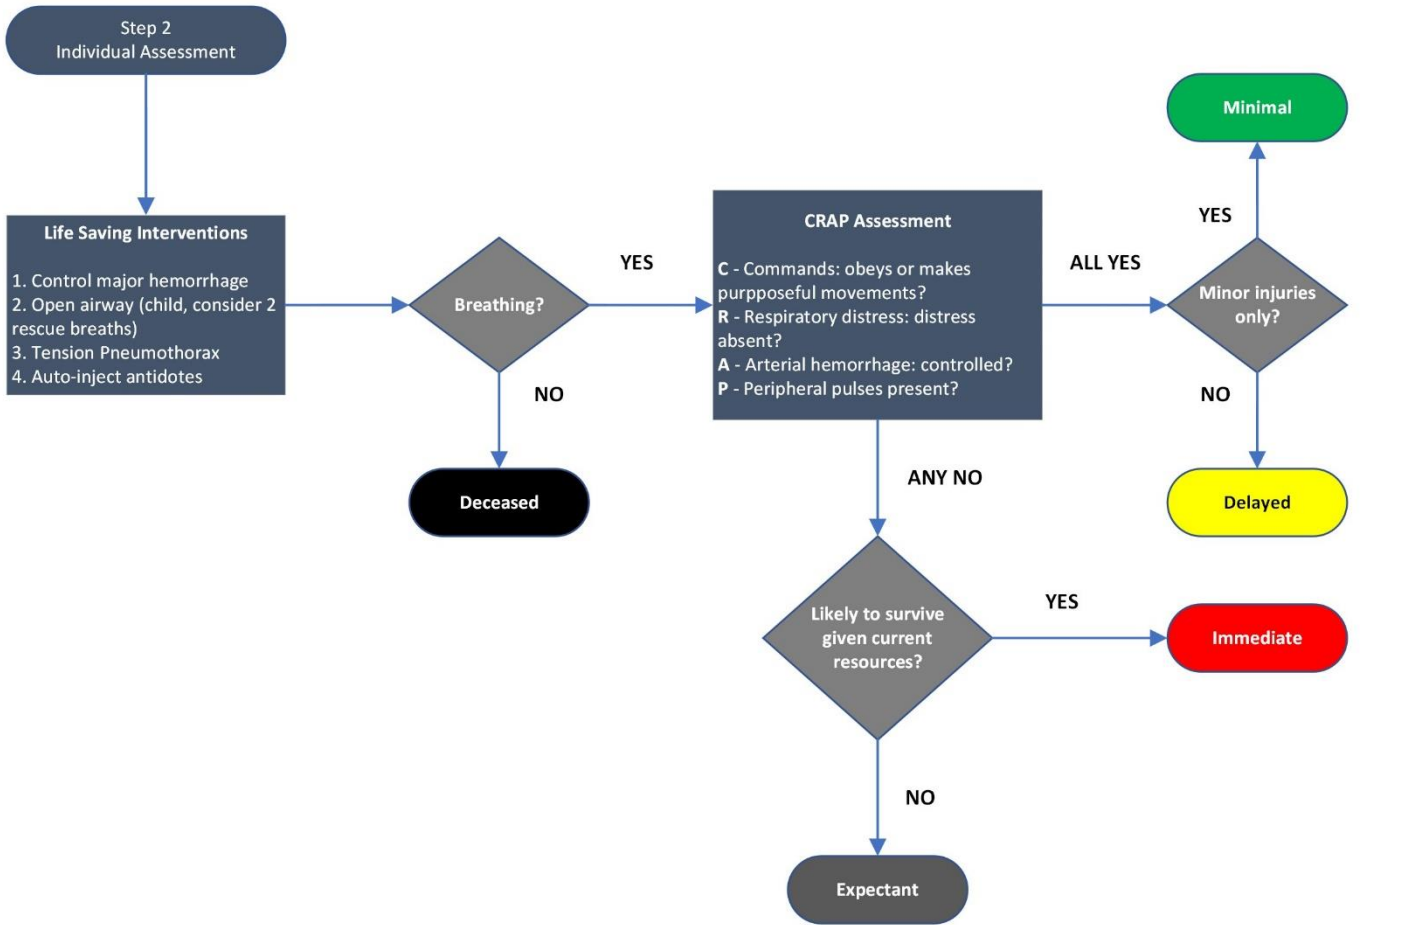 Step 2
Individual Assessment
Life Saving Interventions
1. Control major hemorrhage
2. Open airway (child, consider 2
rescue breaths)
3. Tension Pneumothorax
4. Auto-inject antidotes
Breathing?
YES
NO
Deceased
CRAP Assessment
C - Commands: obeys or makes
purpposeful movements?
R - Respiratory distress: distress
absent?
A - Arterial hemorrhage: controlled?
P - Peripheral pulses present?
ALL YES
Minor injuries
only?
YES
Minimal
NO
Delayed
ANY NO
Likely to survive
given current
resources?
YES
Immediate
NO
Expectant